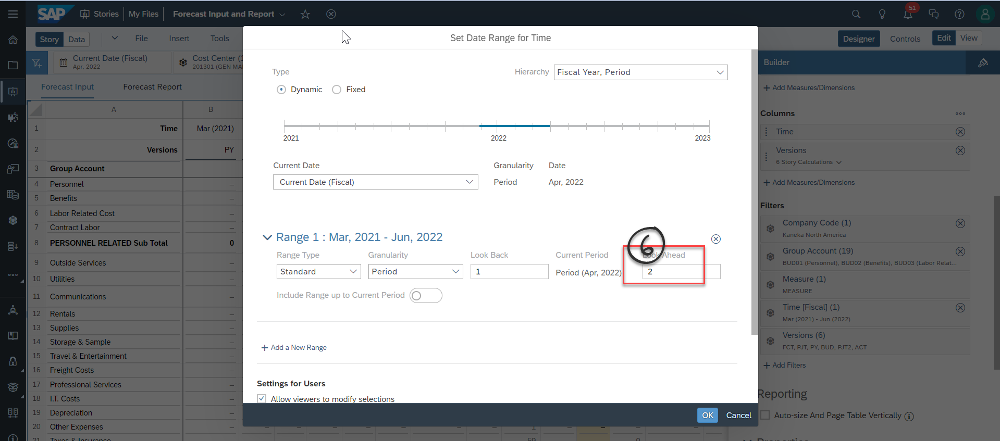 SAP Stories My Files Forecast Input and Report 51
Story Data File Insert Tools Designer Controls Edit View
Current Date (Fiscal)
Apr, 2022
Cost Center (1
201301 (GEN MA
Forecast Input Forecast Report
A B
1 Time Mar (2021)
2 Versions PY
3 Group Account
4 Personnel –
5 Benefits –
6 Labor Related Cost –
7 Contract Labor –
8 PERSONNEL RELATED Sub Total 0
9 Outside Services –
10 Utilities –
11 Communications –
12 Rentals –
13 Supplies –
14 Storage & Sample –
15 Travel & Entertainment –
16 Freight Costs –
17 Professional Services –
18 I.T. Costs –
19 Depreciation –
20 Other Expenses – – – – – – – – 1 – – – –
21 Taxes & Insurance 59 0
Set Date Range for Time
Type
Dynamic Fixed
Hierarchy Fiscal Year, Period
2021 2022 2023
Current Date Granularity Date
Current Date (Fiscal) Period Apr, 2022
Range 1 : Mar, 2021 - Jun, 2022
6
Range Type Granularity Look Back Current Period Look Ahead
Standard Period 1 Period (Apr, 2022) 2
Include Range up to Current Period
+ Add a New Range
Settings for Users
Allow viewers to modify selections
OK Cancel
Builder
+ Add Measures/Dimensions
Columns
Time
Versions
6 Story Calculations
+ Add Measures/Dimensions
Filters
Company Code (1)
Kaneka North America
Group Account (19)
BUD01 (Personnel), BUD02 (Benefits), BUD03 (Labor Relat...
Measure (1)
MEASURE
Time [Fiscal] (1)
Mar (2021) - Jun (2022)
Versions (6)
FCT, PJT, PY, BUD, PJT2, ACT
+ Add Filters
Reporting
Auto-size And Page Table Vertically
Properties